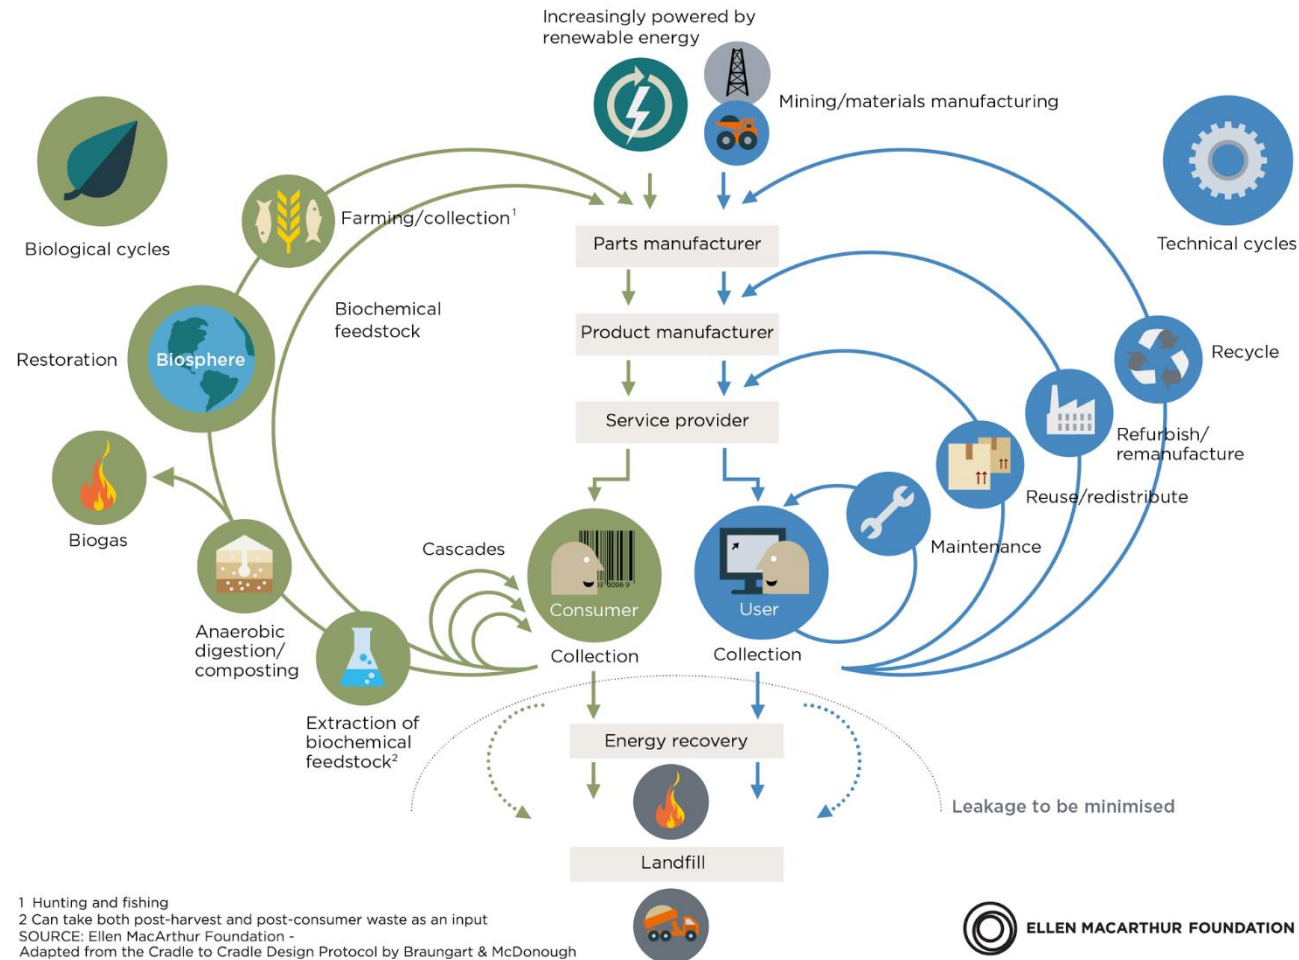 Increasingly powered by
renewable energy
Mining/materials manufacturing
Biological cycles
Technical cycles
Farming/collection¹
Parts manufacturer
Biochemical
feedstock
Product manufacturer
Restoration
Biosphere
Recycle
Service provider
Refurbish/
remanufacture
Reuse/redistribute
Biogas
Cascades
Maintenance
Consumer
User
Anaerobic
digestion/
composting
Collection
Collection
Extraction of
biochemical
feedstock²
Energy recovery
Leakage to be minimised
Landfill
1 Hunting and fishing
2 Can take both post-harvest and post-consumer waste as an input
SOURCE: Ellen MacArthur Foundation -
Adapted from the Cradle to Cradle Design Protocol by Braungart & McDonough
ELLEN MACARTHUR FOUNDATION